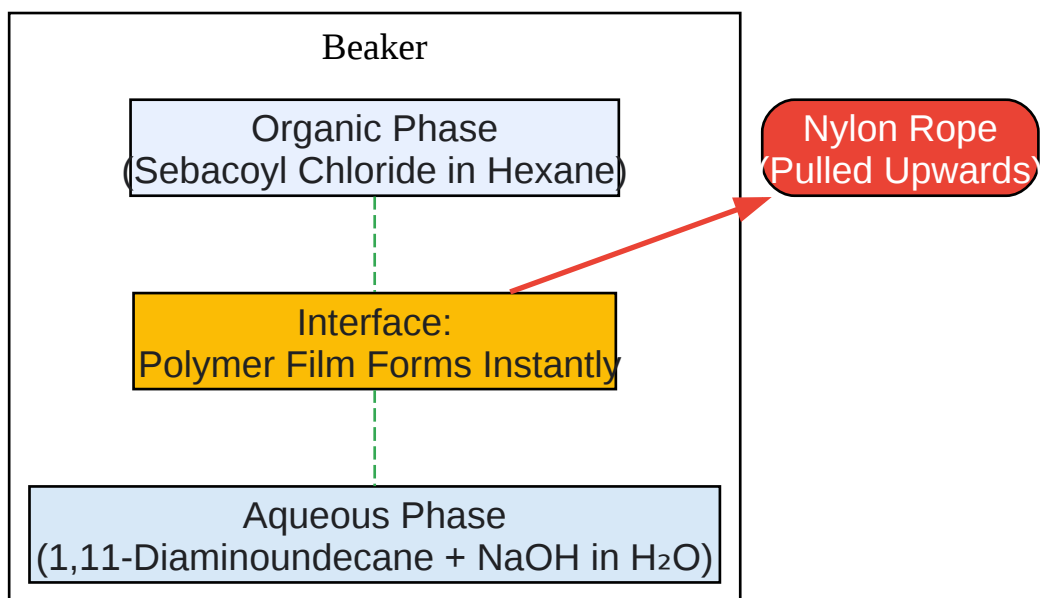 Beaker
Organic Phase
(Sebacoyl Chloride in Hexane)
Nylon Rope
(Pulled Upwards)
Interface:
Polymer Film Forms Instantly
Aqueous Phase
(1,11-Diaminoundecane + NaOH in H₂O)